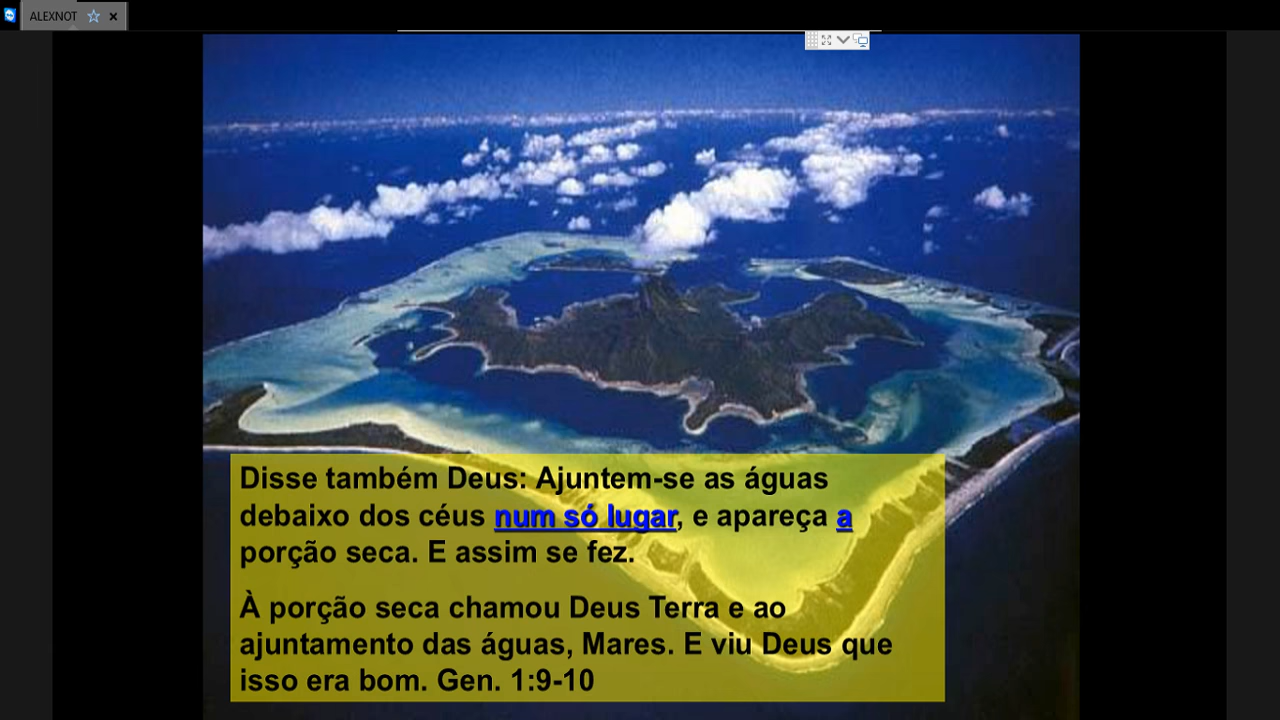 ALEXNOT
Disse também Deus: Ajuntem-se as águas
debaixo dos céus num só lugar, e apareça a
porção seca. E assim se fez.
À porção seca chamou Deus Terra e ao
ajuntamento das águas, Mares. E viu Deus que
isso era bom. Gen. 1:9-10